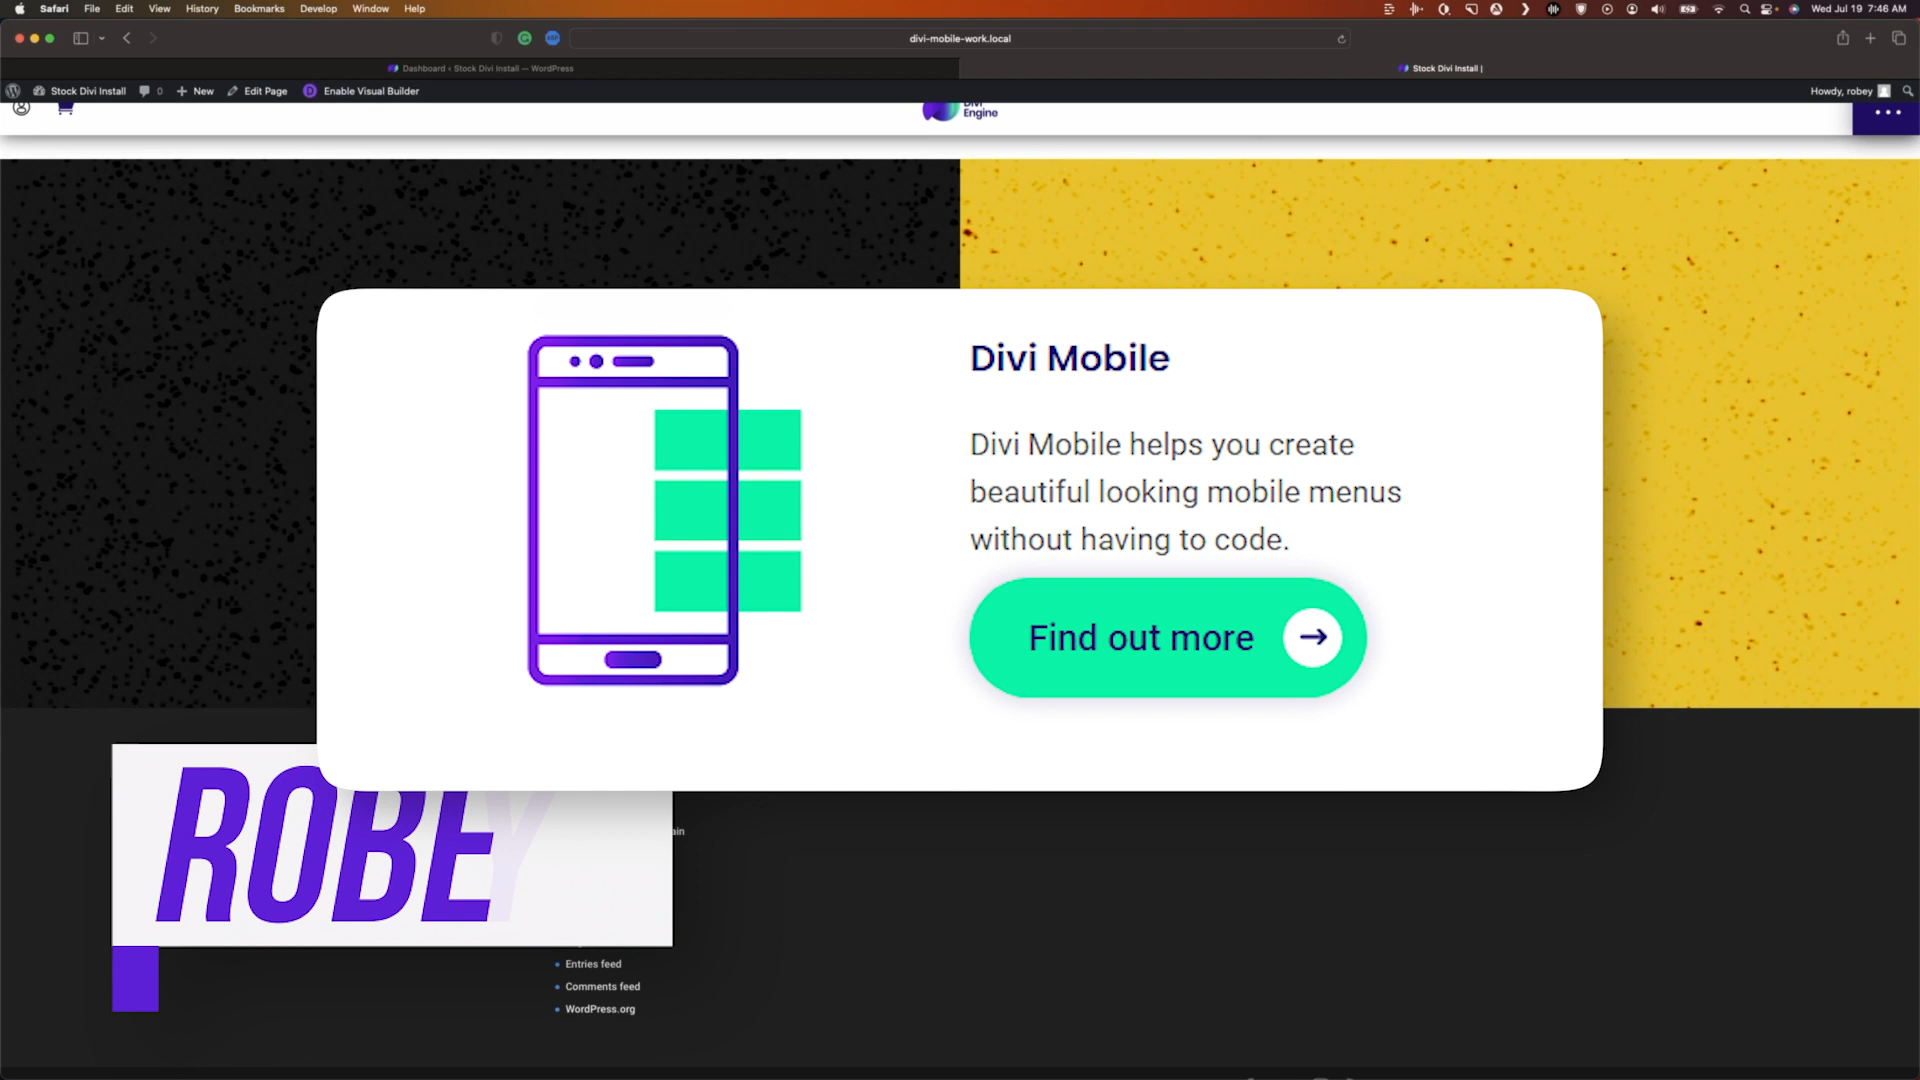 Safari File Edit View History Bookmarks Develop Window Help
Wed Jul 19 7:46 AM
divi-mobile-work.local
Dashboard ‹ Stock Divi Install — WordPress
Stock Divi Install |
Stock Divi Install 0 New Edit Page Enable Visual Builder
Howdy, robey
Divi
Engine
Divi Mobile
Divi Mobile helps you create
beautiful looking mobile menus
without having to code.
Find out more
ROBEY
Entries feed
Comments feed
WordPress.org